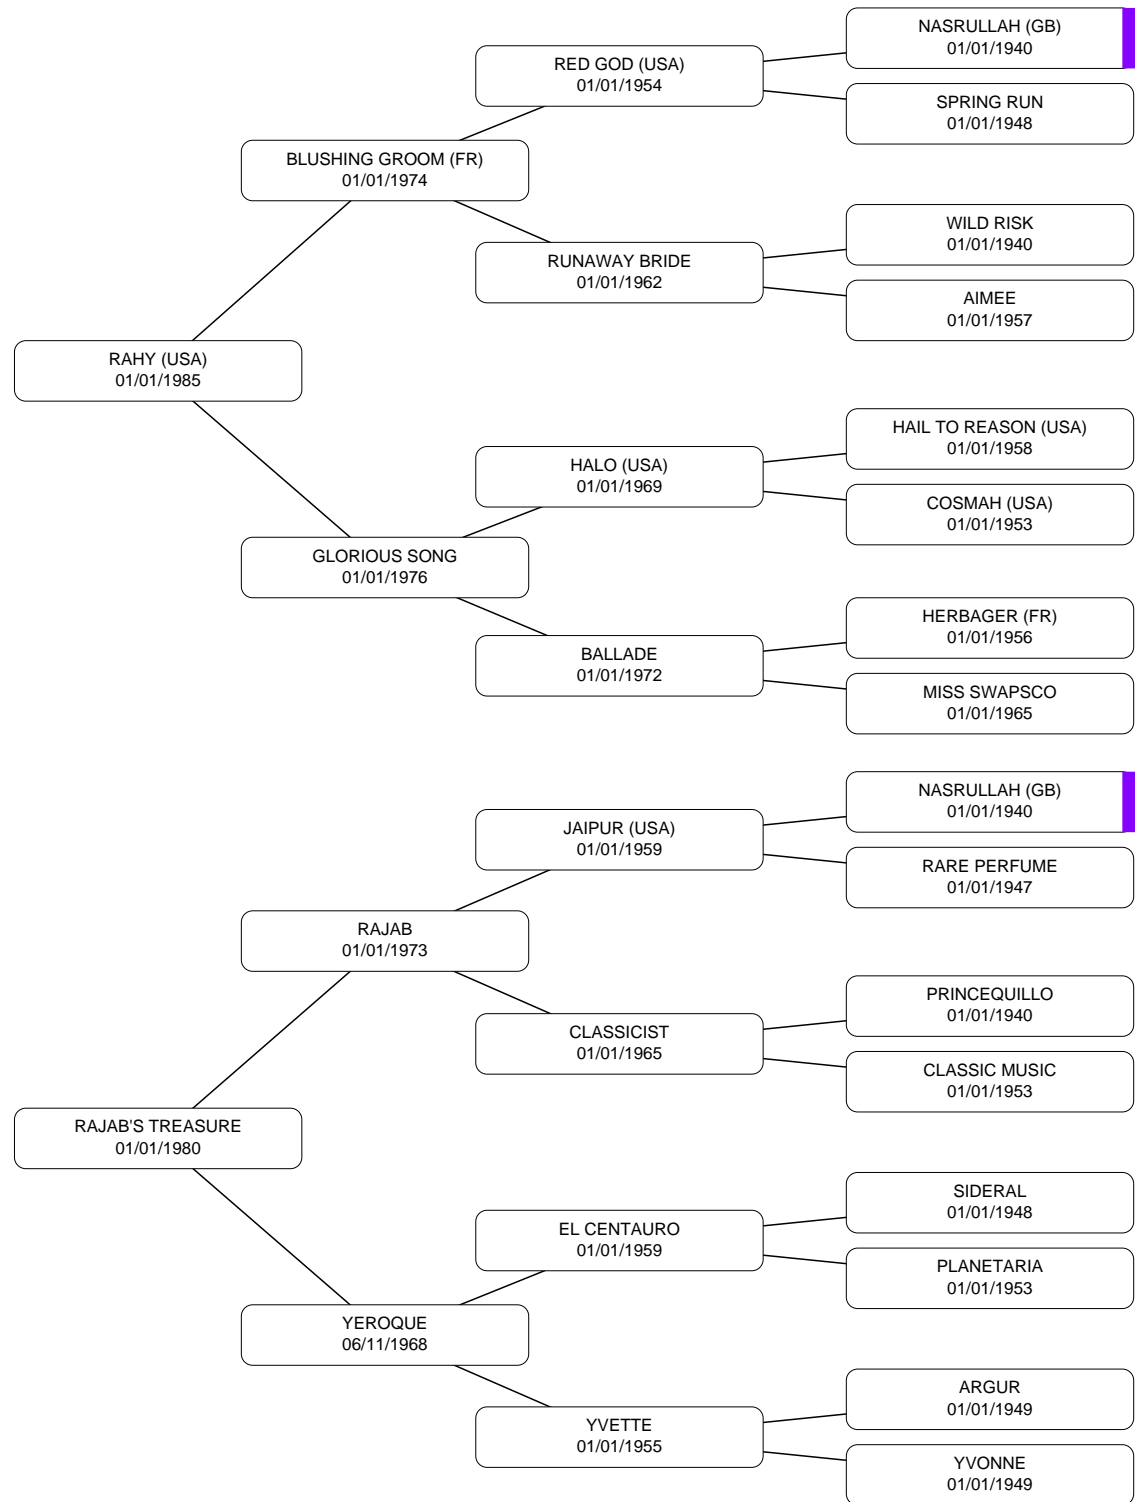 NASRULLAH (GB)
01/01/1940
RED GOD (USA)
01/01/1954
SPRING RUN
01/01/1948
BLUSHING GROOM (FR)
01/01/1974
WILD RISK
01/01/1940
RUNAWAY BRIDE
01/01/1962
AIMEE
01/01/1957
RAHY (USA)
01/01/1985
HAIL TO REASON (USA)
01/01/1958
HALO (USA)
01/01/1969
COSMAH (USA)
01/01/1953
GLORIOUS SONG
01/01/1976
HERBAGER (FR)
01/01/1956
BALLADE
01/01/1972
MISS SWAPSCO
01/01/1965
NASRULLAH (GB)
01/01/1940
JAIPUR (USA)
01/01/1959
RARE PERFUME
01/01/1947
RAJAB
01/01/1973
PRINCEQUILLO
01/01/1940
CLASSICIST
01/01/1965
CLASSIC MUSIC
01/01/1953
RAJAB'S TREASURE
01/01/1980
SIDERAL
01/01/1948
EL CENTAURO
01/01/1959
PLANETARIA
01/01/1953
YEROQUE
06/11/1968
ARGUR
01/01/1949
YVETTE
01/01/1955
YVONNE
01/01/1949